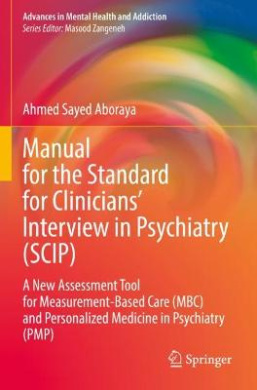 Advances in Mental Health and Addiction
Series Editor: Masood Zangeneh
Ahmed Sayed Aboraya
Manual
for the Standard
for Clinicians'
Interview in Psychiatry
(SCIP)
A New Assessment Tool
for Measurement-Based Care (MBC)
and Personalized Medicine in Psychiatry
(PMP)
Springer